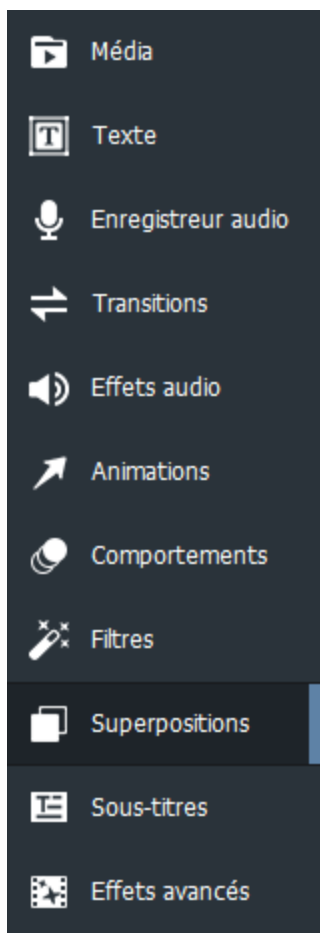 Média
Texte
Enregistreur audio
Transitions
Effets audio
Animations
Comportements
Filtres
Superpositions
Sous-titres
Effets avancés